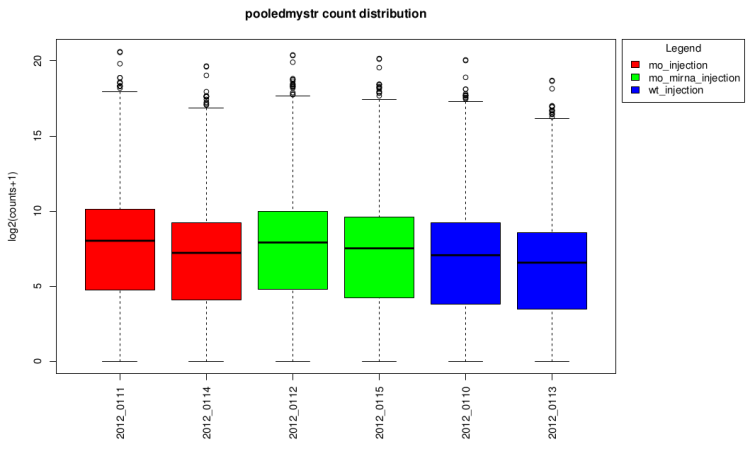 pooledmystr count distribution
Legend
mo_injection
mo_mirna_injection
wt_injection
log2(counts+1)
20
15
10
5
0
2012_0111
2012_0114
2012_0112
2012_0115
2012_0110
2012_0113